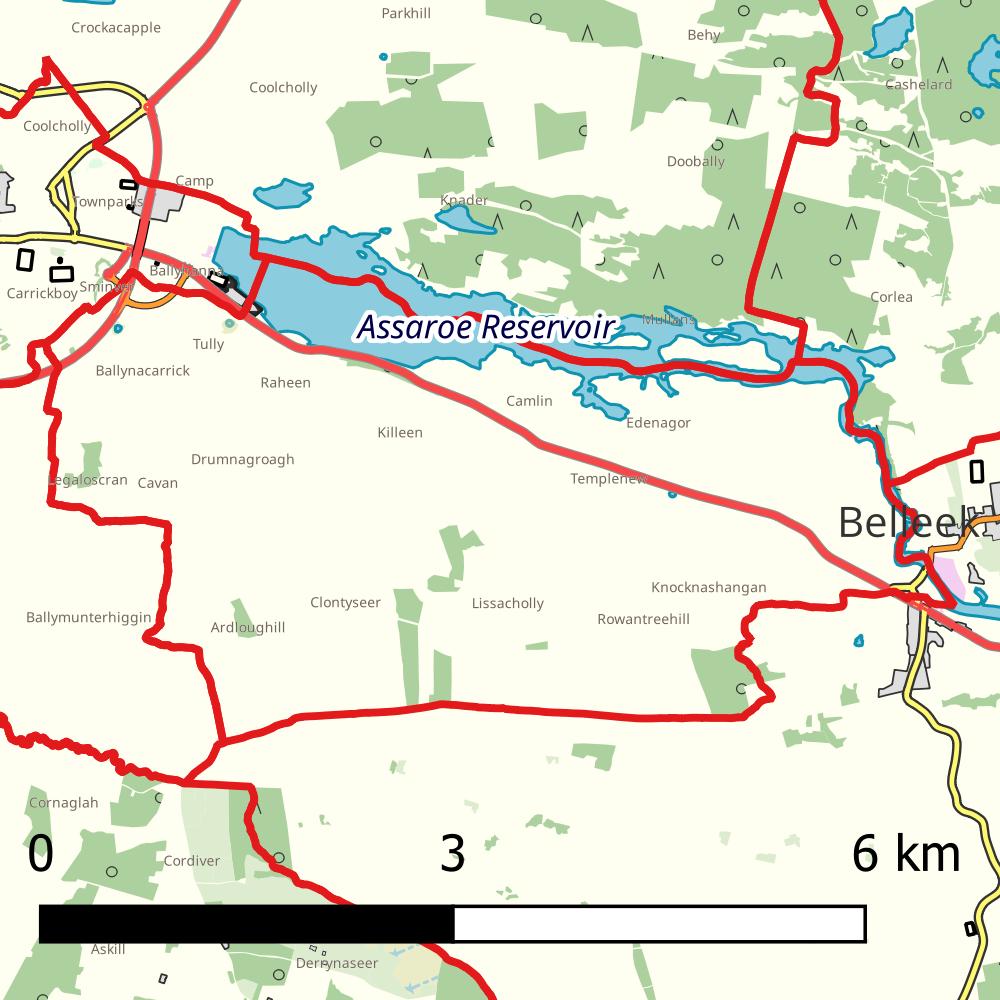 Parkhill
Crockacapple
Behy
Coolcholly
Cashelard
Coolcholly
Doobally
Camp
Townparks
Knader
Ballyhanna
Carrickboy
Sminver
Corlea
Mullans
Assaroe Reservoir
Tully
Ballynacarrick
Raheen
Camlin
Edenagor
Killeen
Drumnagroagh
Legaloscran
Cavan
Templenew
Belleek
Knocknashangan
Clontyseer
Lissacholly
Ballymunterhiggin
Ardloughill
Rowantreehill
Cornaglah
Cordiver
0 3 6 km
Askill
Derrynaseer